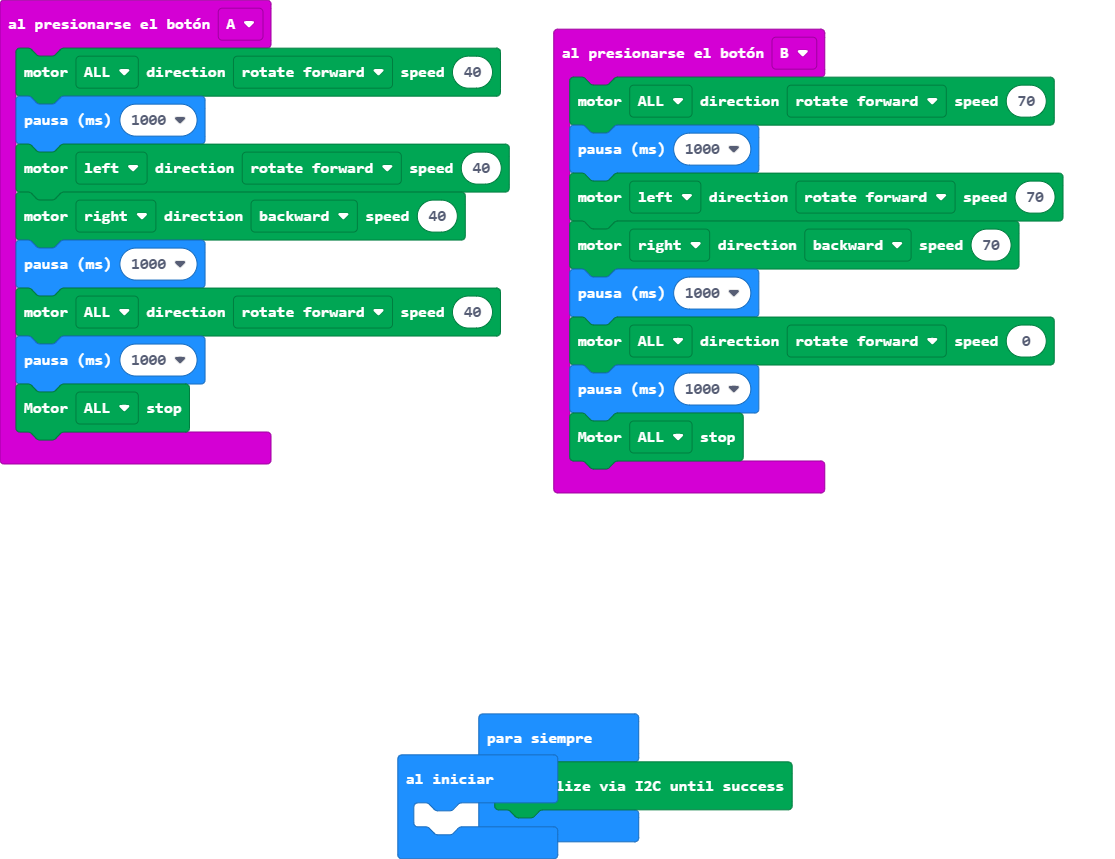 al presionarse el botón A
motor ALL direction rotate forward speed 40
pausa (ms) 1000
motor left direction rotate forward speed 40
motor right direction backward speed 40
pausa (ms) 1000
motor ALL direction rotate forward speed 40
pausa (ms) 1000
Motor ALL stop
al presionarse el botón B
motor ALL direction rotate forward speed 70
pausa (ms) 1000
motor left direction rotate forward speed 70
motor right direction backward speed 70
pausa (ms) 1000
motor ALL direction rotate forward speed 0
pausa (ms) 1000
Motor ALL stop
para siempre
al iniciar
via I2C until success